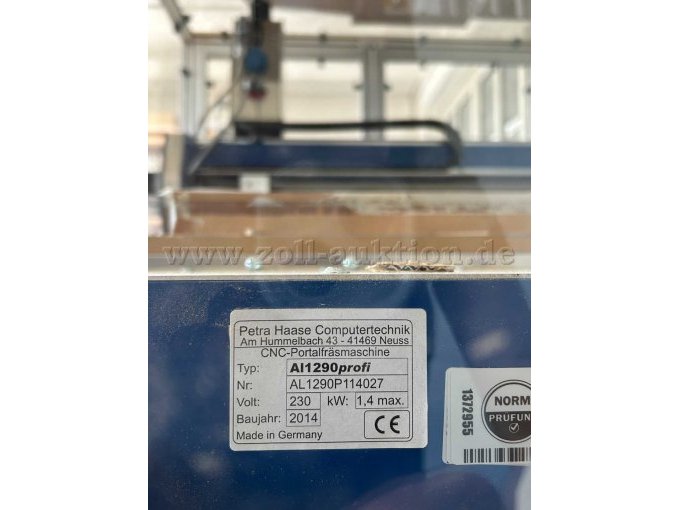 www.zoll-auktion.de
Petra Haase Computertechnik
Am Hummelbach 43 - 41469 Neuss
CNC-Portalfräsmaschine
Typ: Al1290profi
Nr: AL1290P114027
Volt: 230 kW: 1,4 max.
Baujahr: 2014
Made in Germany CE
1372955
NORM
PRÜFUN